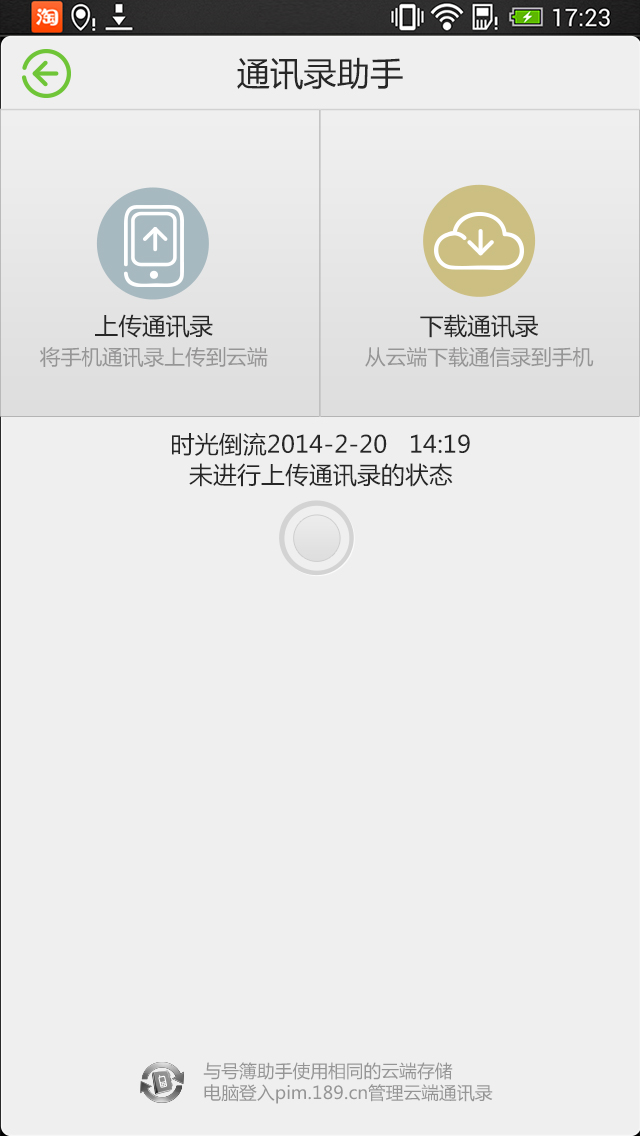 淘
17:23
通讯录助手
上传通讯录
将手机通讯录上传到云端
下载通讯录
从云端下载通信录到手机
时光倒流2014-2-20 14:19
未进行上传通讯录的状态
与号簿助手使用相同的云端存储
电脑登入pim.189.cn管理云端通讯录